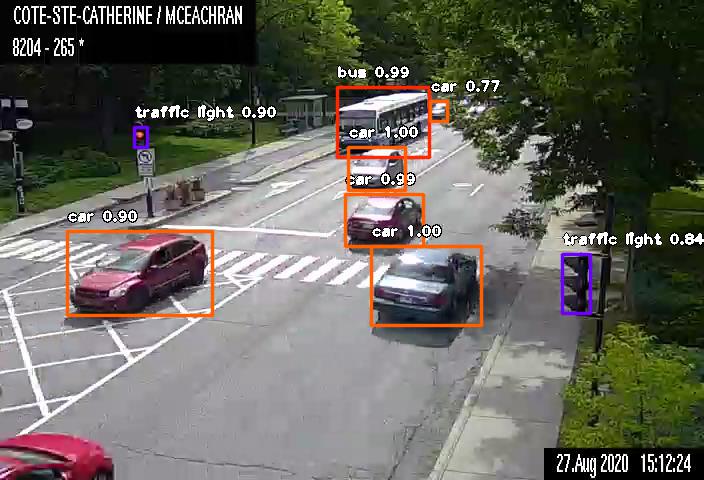 COTE-STE-CATHERINE / MCEACHRAN
8204 - 265 *
bus 0.99
car 0.77
traffic light 0.90
car 1.00
car 0.99
car 0.90
car 1.00
traffic light 0.84
27.Aug 2020 15:12:24